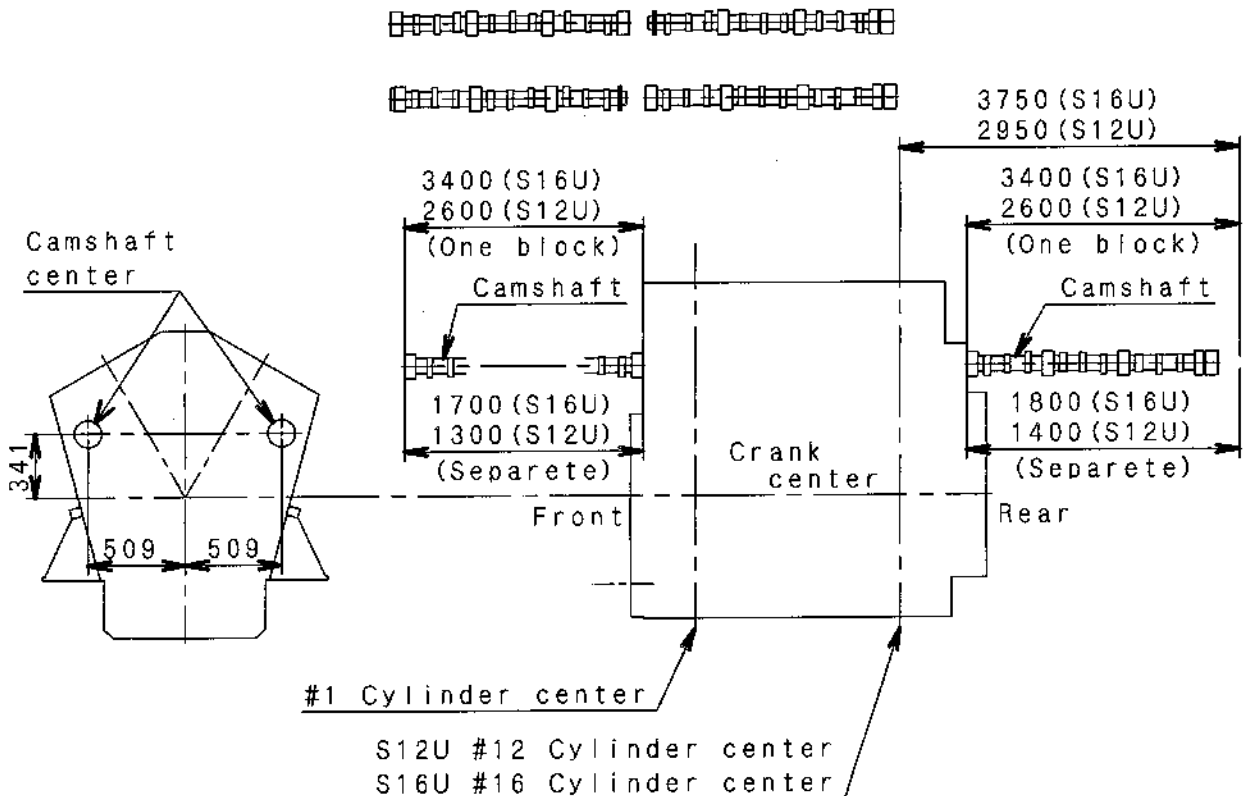 3750(S16U)
2950(S12U)
3400(S16U)
2600(S12U)
(One block)
3400(S16U)
2600(S12U)
(One block)
Camshaft
center
Camshaft
Camshaft
1700(S16U)
1300(S12U)
(Separete)
1800(S16U)
1400(S12U)
(Separete)
341
Crank
center
Front
Rear
509
509
#1 Cylinder center
S12U #12 Cylinder center
S16U #16 Cylinder center